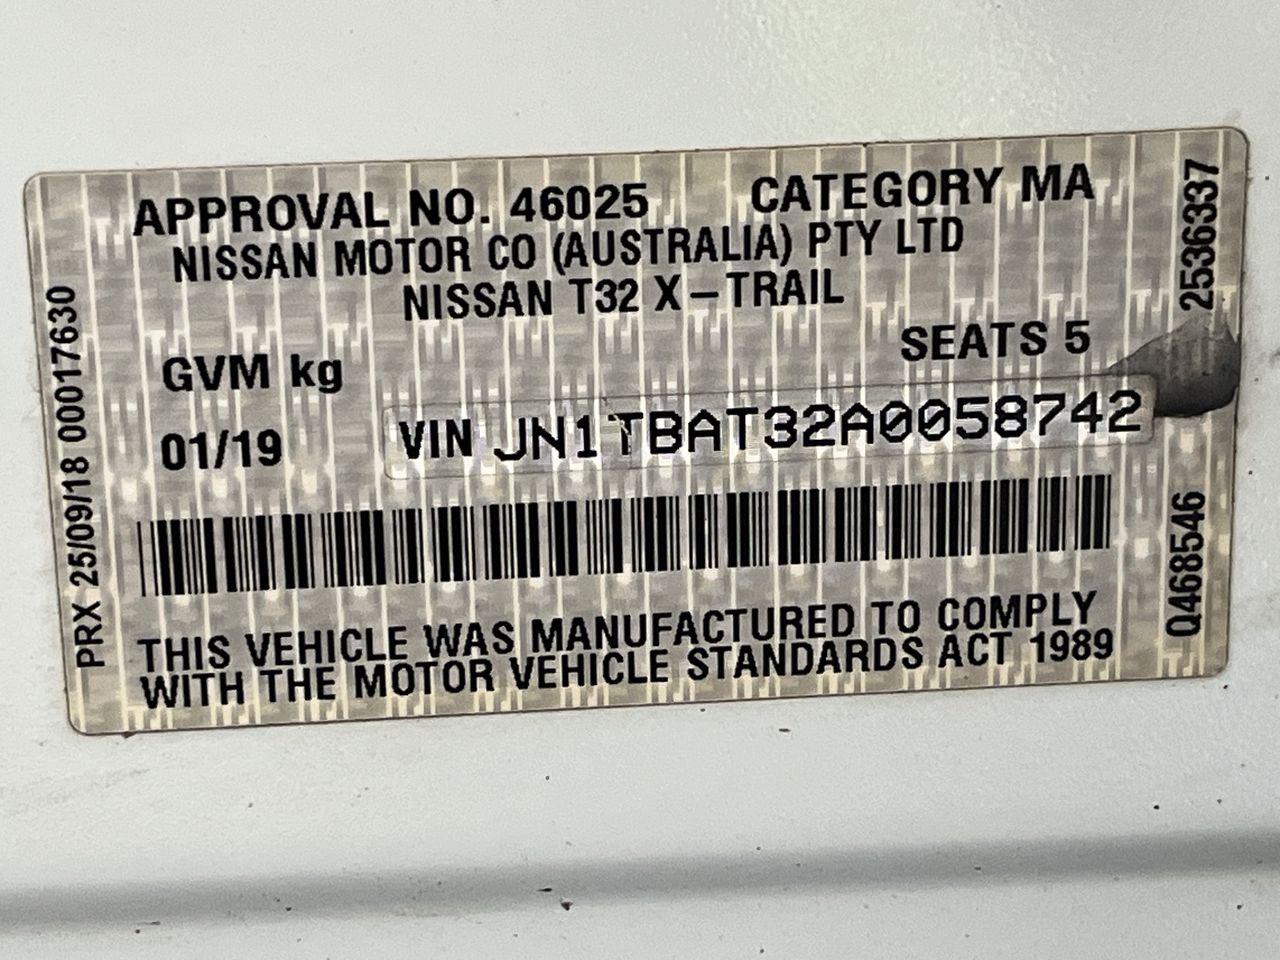 APPROVAL NO. 46025 CATEGORY MA
NISSAN MOTOR CO (AUSTRALIA) PTY LTD
NISSAN T32 X-TRAIL
GVM kg SEATS 5
01/19 VIN JN1TBAT32A0058742
THIS VEHICLE WAS MANUFACTURED TO COMPLY
WITH THE MOTOR VEHICLE STANDARDS ACT 1989
PRX 25/09/18 00017630
2536337
Q468546